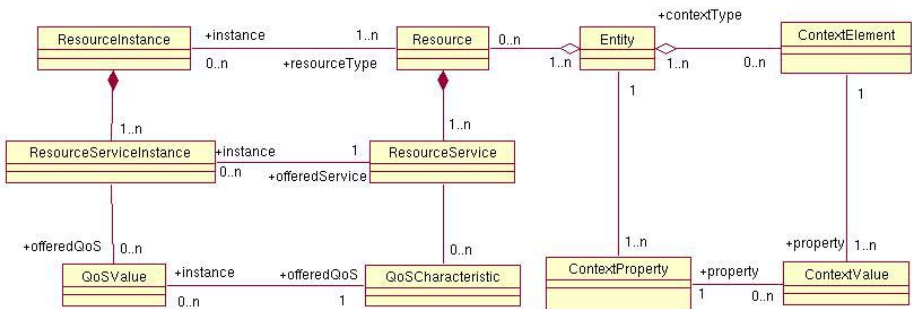 +contextType
ResourceInstance +instance 1..n Resource 0..n Entity ContextElement
0..n +resourceType 1..n 1..n 0..n
1 1
1..n 1..n
ResourceServiceInstance +instance 1 ResourceService
0..n +offeredService
+offeredQoS 0..n 0..n 1..n +property 1..n
QoSValue +instance +offeredQoS QoSCharacteristic ContextProperty +property ContextValue
0..n 1 1 0..n